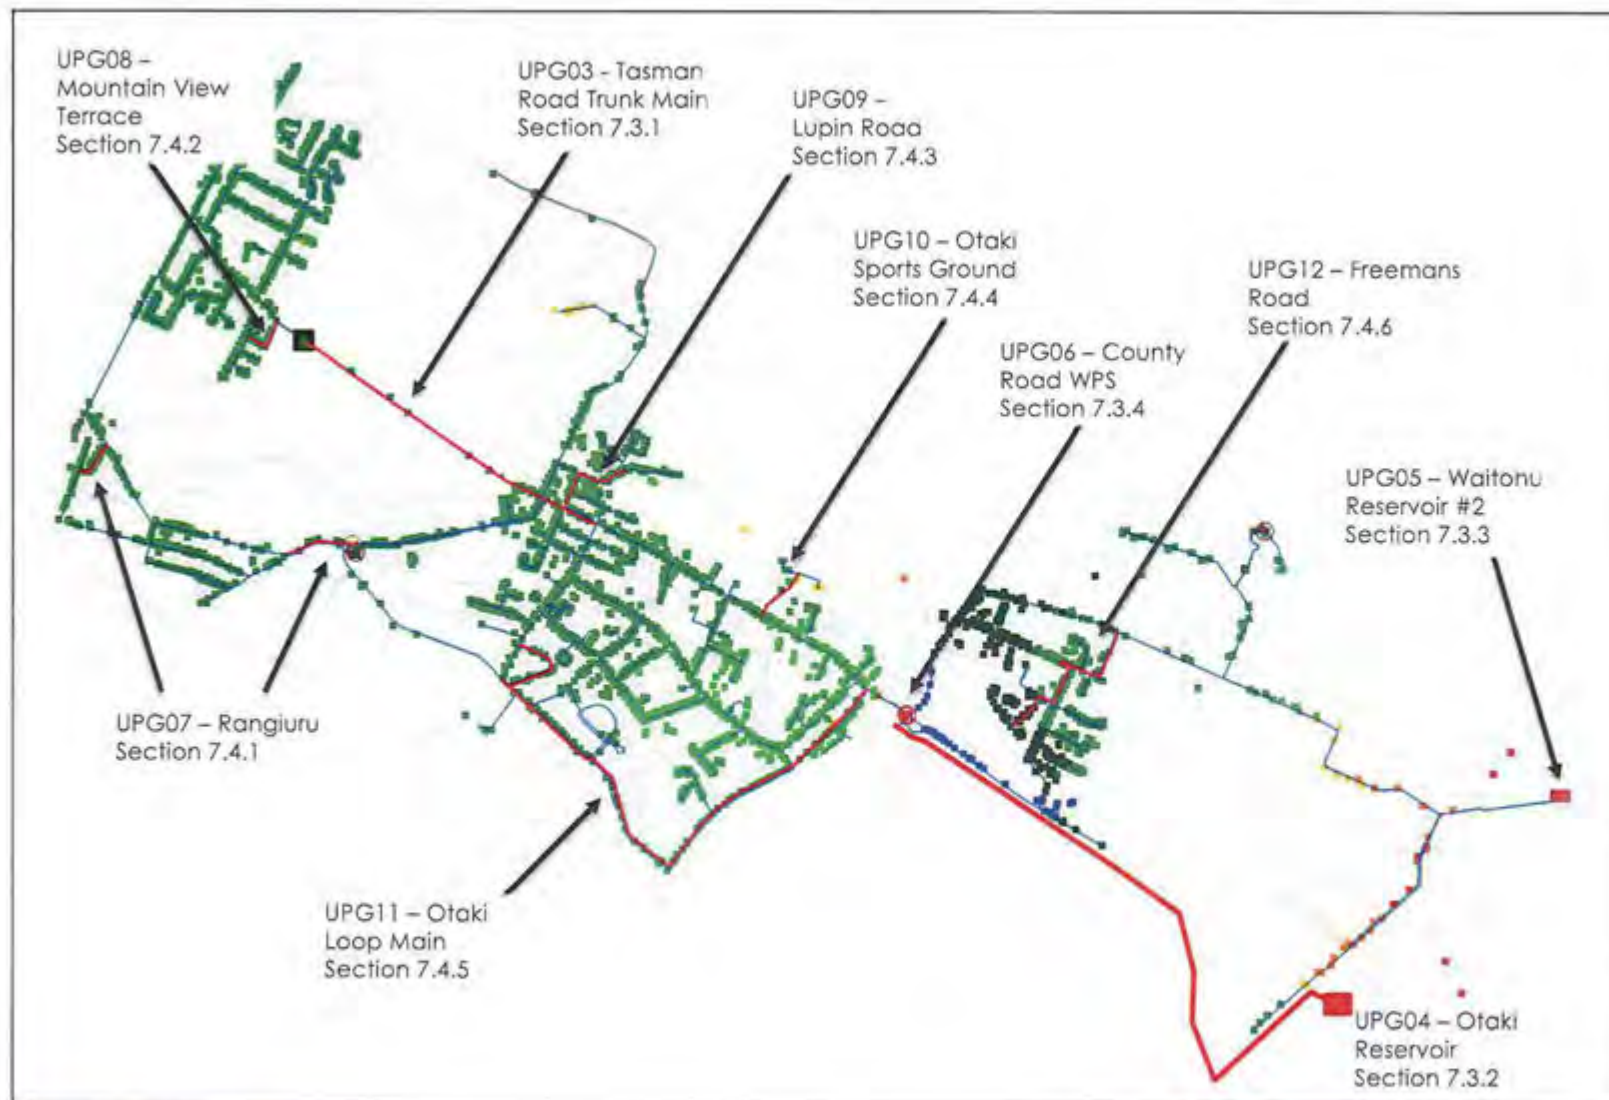 UPG08 –
Mountain View
Terrace
Section 7.4.2
UPG03 - Tasman
Road Trunk Main
Section 7.3.1
UPG09 –
Lupin Road
Section 7.4.3
UPG10 – Otaki
Sports Ground
Section 7.4.4
UPG12 – Freemans
Road
Section 7.4.6
UPG06 – County
Road WPS
Section 7.3.4
UPG05 – Waitohu
Reservoir #2
Section 7.3.3
UPG07 – Rangiuru
Section 7.4.1
UPG11 – Otaki
Loop Main
Section 7.4.5
UPG04 – Otaki
Reservoir
Section 7.3.2